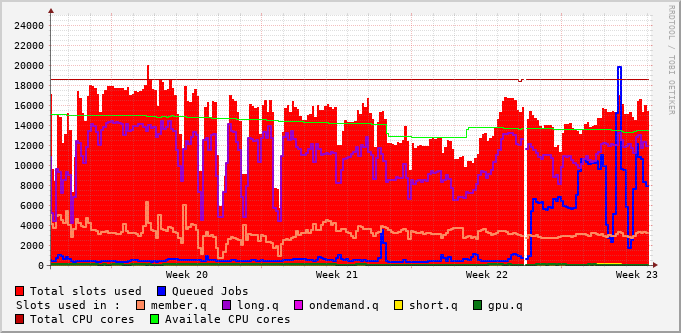 24000
22000
20000
18000
16000
14000
12000
10000
8000
6000
4000
2000
0
Week 20 Week 21 Week 22 Week 23
RRDTOOL / TOBI OETIKER
Total slots used Queued Jobs
Slots used in : member.q long.q ondemand.q short.q gpu.q
Total CPU cores Availale CPU cores